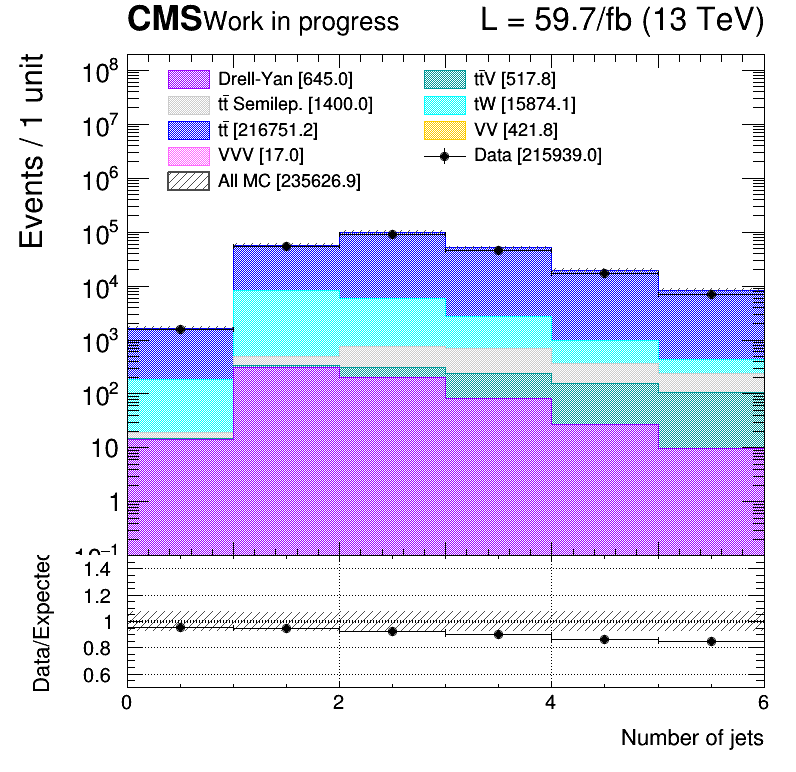 CMS Work in progress L = 59.7/fb (13 TeV)
Events / 1 unit
10⁸
10⁷
10⁶
10⁵
10⁴
10³
10²
10
1
10⁻¹
Drell-Yan [645.0]
tt̄V [517.8]
tt̄ Semilep. [1400.0]
tW [15874.1]
tt̄ [216751.2]
VV [421.8]
VVV [17.0]
Data [215939.0]
All MC [235626.9]
Data/Expected
1.4
1.2
1
0.8
0.6
0 2 4 6
Number of jets